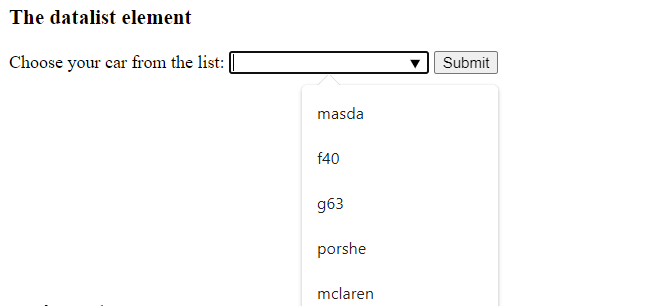 The datalist element
Choose your car from the list: ▼ Submit
masda
f40
g63
porshe
mclaren